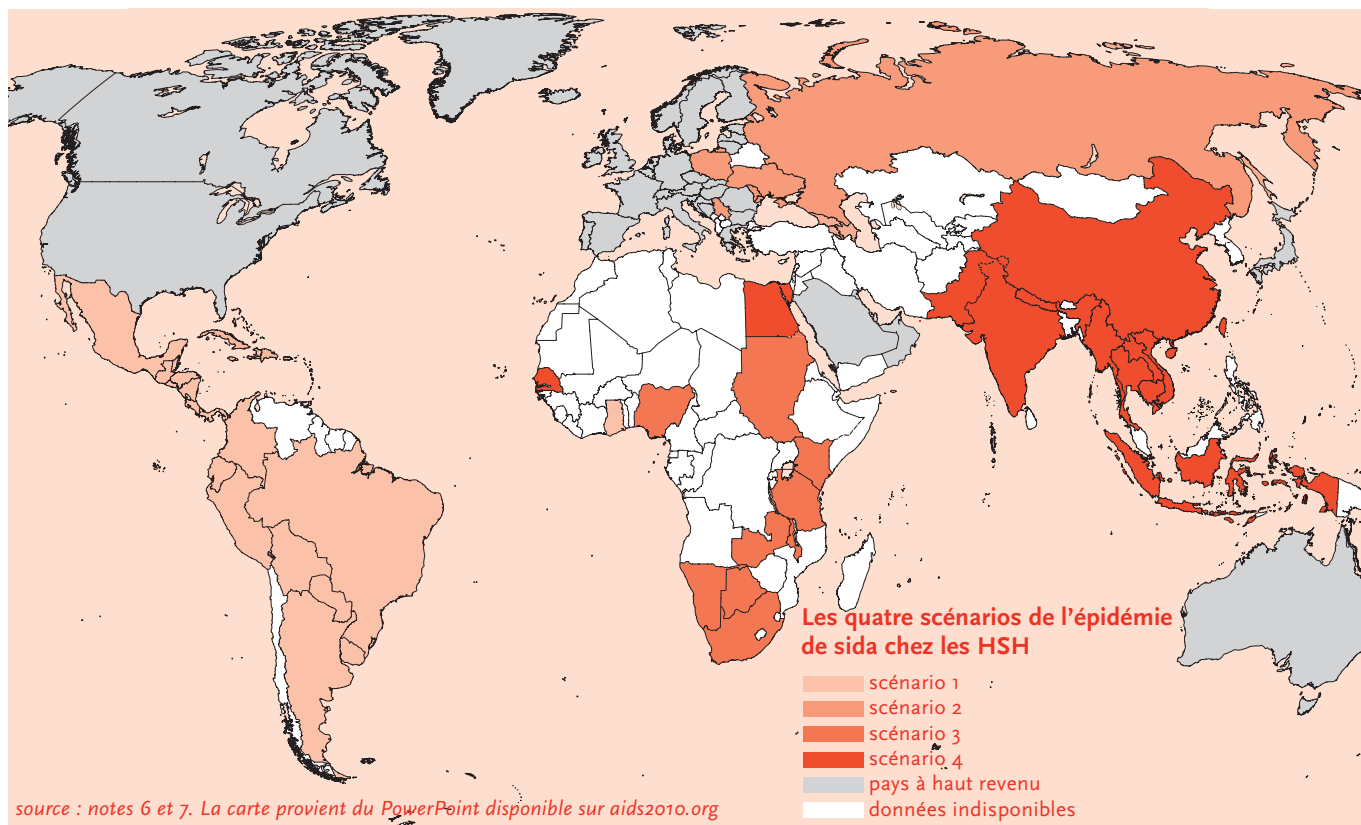 Les quatre scénarios de l'épidémie
de sida chez les HSH
scénario 1
scénario 2
scénario 3
scénario 4
pays à haut revenu
données indisponibles
source : notes 6 et 7. La carte provient du PowerPoint disponible sur aids2010.org